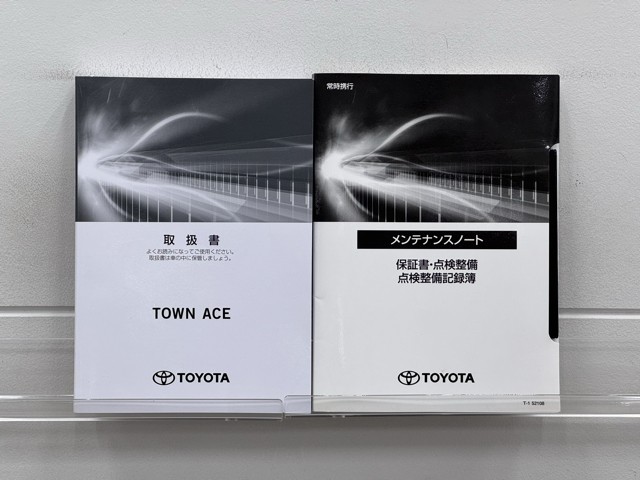 取扱書
よくお読みになってご使用ください。
取扱書は車の中に保管しましょう。
TOWN ACE
TOYOTA
常時携行
メンテナンスノート
保証書・点検整備
点検整備記録簿
TOYOTA